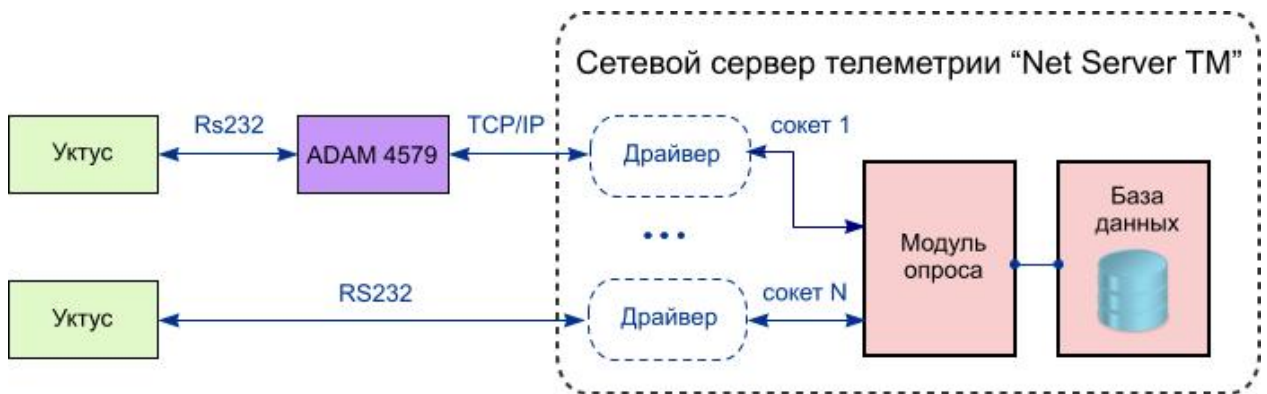 Сетевой сервер телеметрии “Net Server TM”
Уктус
Rs232
ADAM 4579
TCP/IP
Драйвер
сокет 1
...
Модуль
опроса
База
данных
Уктус
RS232
Драйвер
сокет N